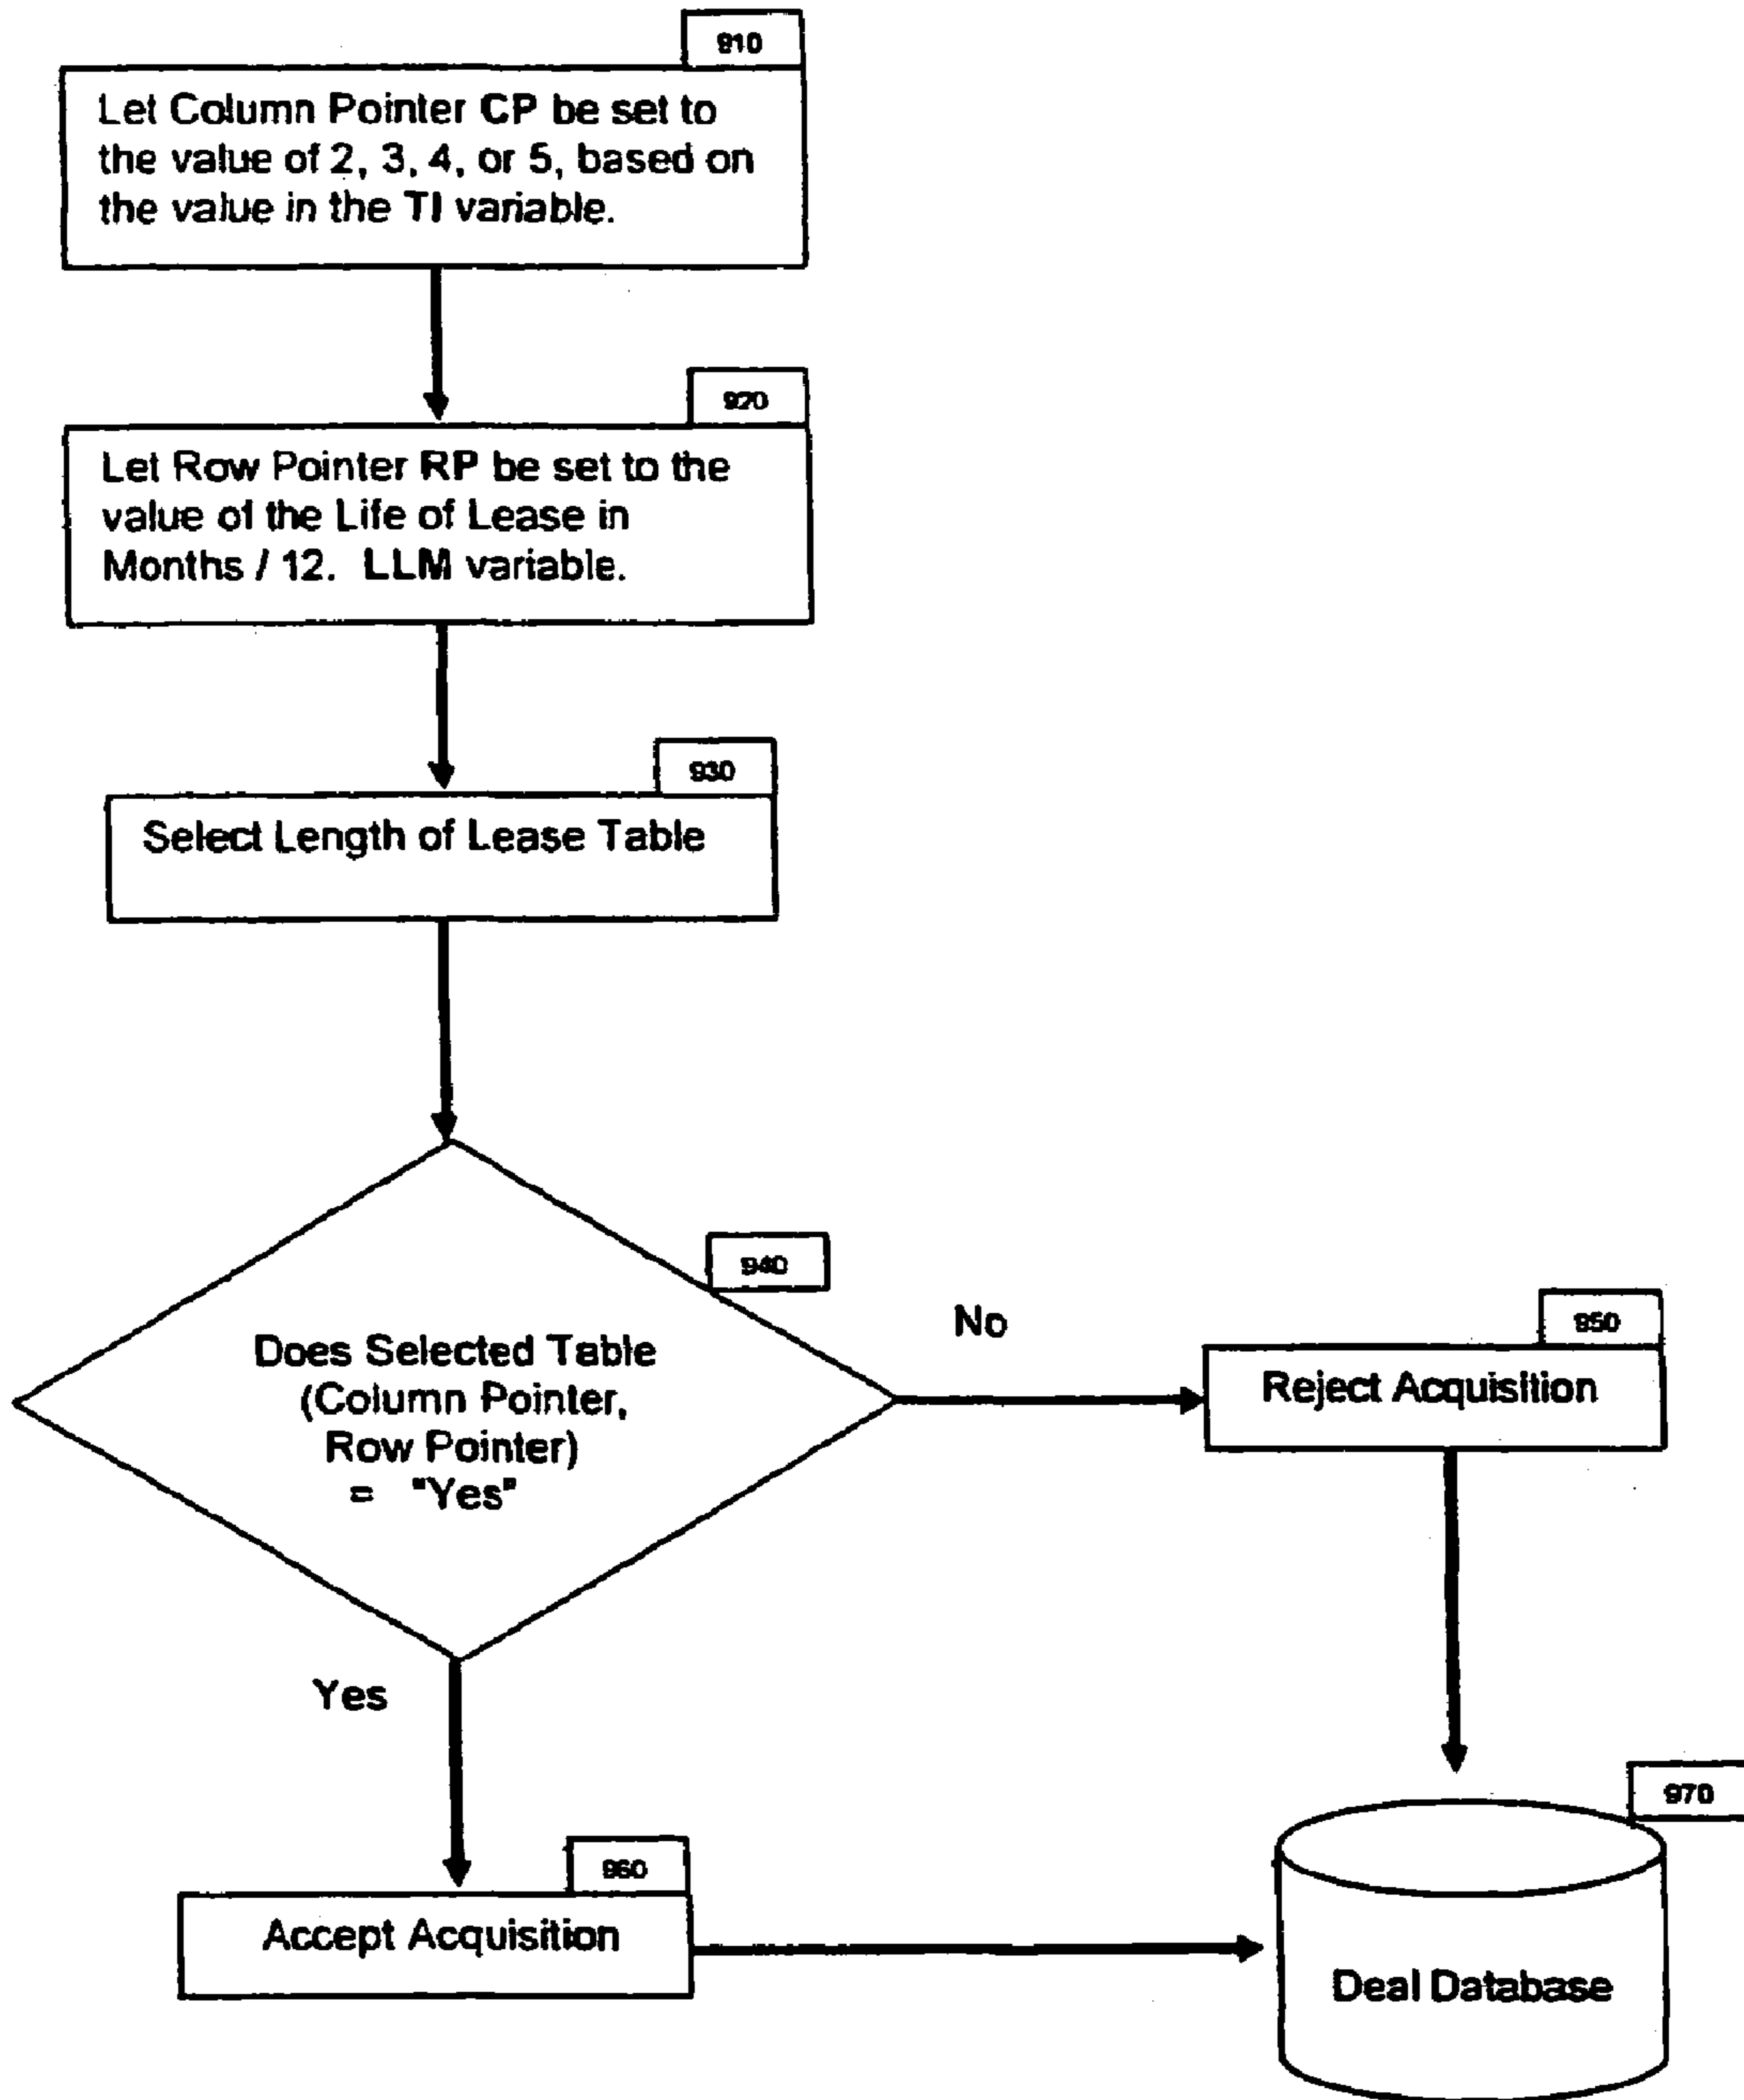 910
Let Column Pointer CP be set to
the value of 2, 3, 4, or 5, based on
the value in the TI variable.
920
Let Row Pointer RP be set to the
value of the Life of Lease in
Months / 12. LLM variable.
930
Select Length of Lease Table
940
Does Selected Table
(Column Pointer,
Row Pointer)
= "Yes"
No
950
Reject Acquisition
Yes
960
Accept Acquisition
970
Deal Database